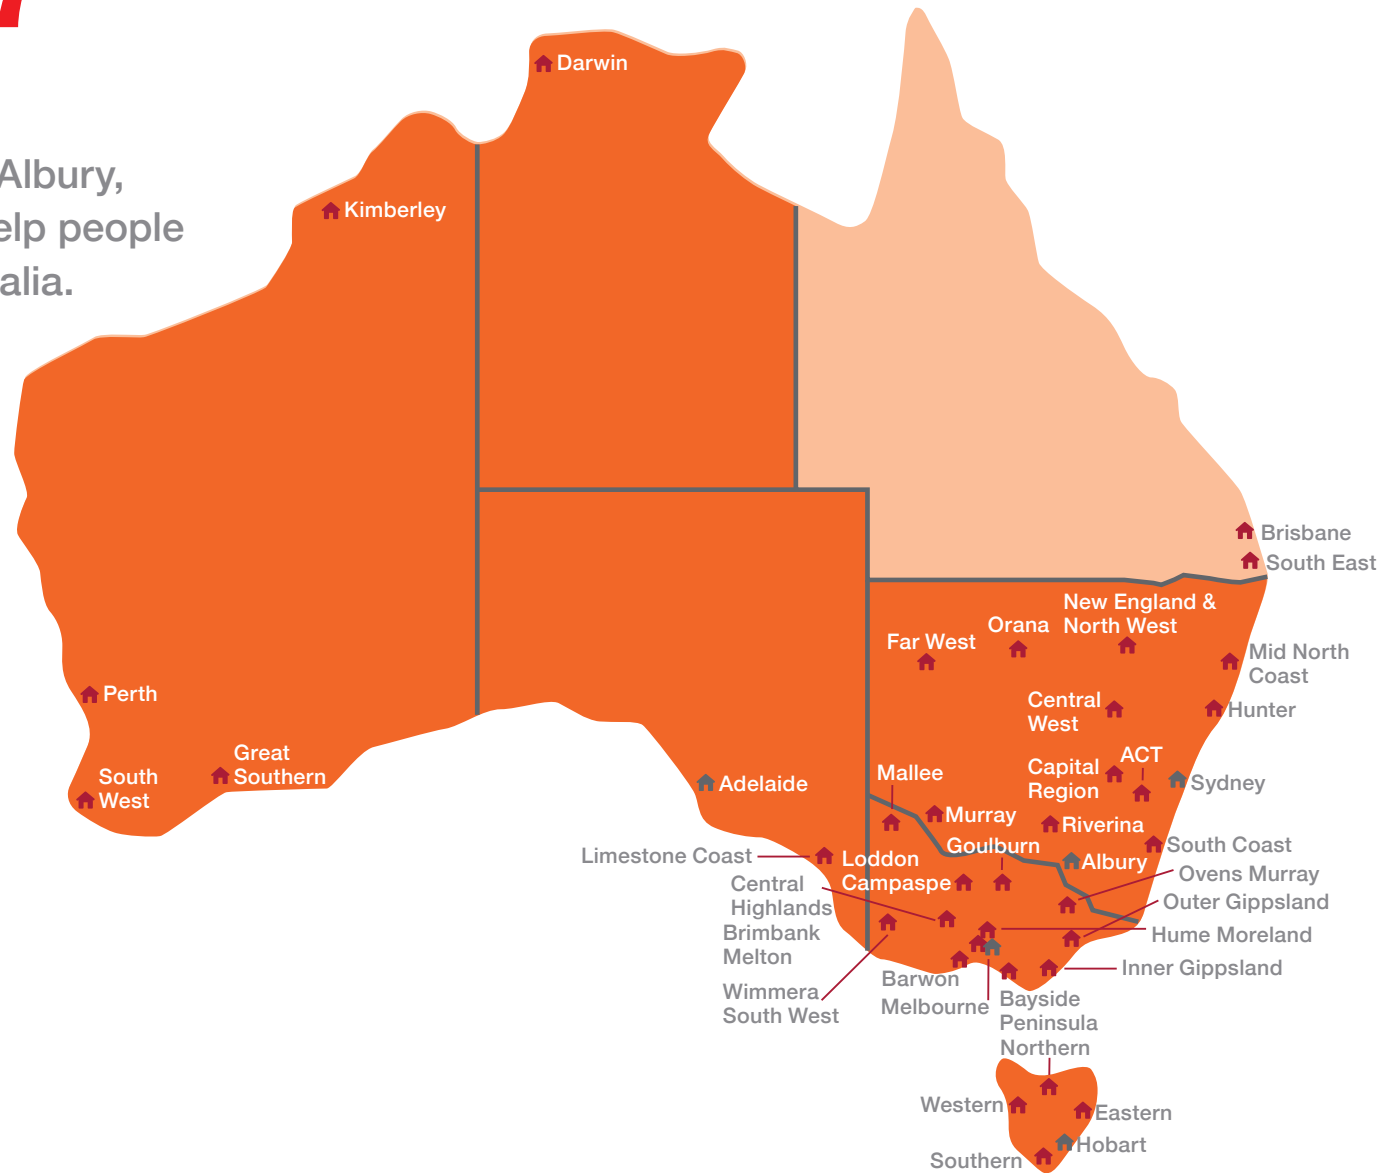 Albury,
elp people
alia.
Darwin
Kimberley
Brisbane
South East
New England &
North West
Orana
Far West
Mid North
Coast
Central
West
Hunter
Perth
Great
Southern
South
West
Adelaide
Mallee
Capital
Region
ACT
Sydney
Murray
Riverina
Goulburn
South Coast
Albury
Limestone Coast
Loddon
Campaspe
Ovens Murray
Central
Highlands
Outer Gippsland
Brimbank
Melton
Hume Moreland
Inner Gippsland
Barwon
Wimmera
South West
Melbourne
Bayside
Peninsula
Northern
Western
Eastern
Hobart
Southern